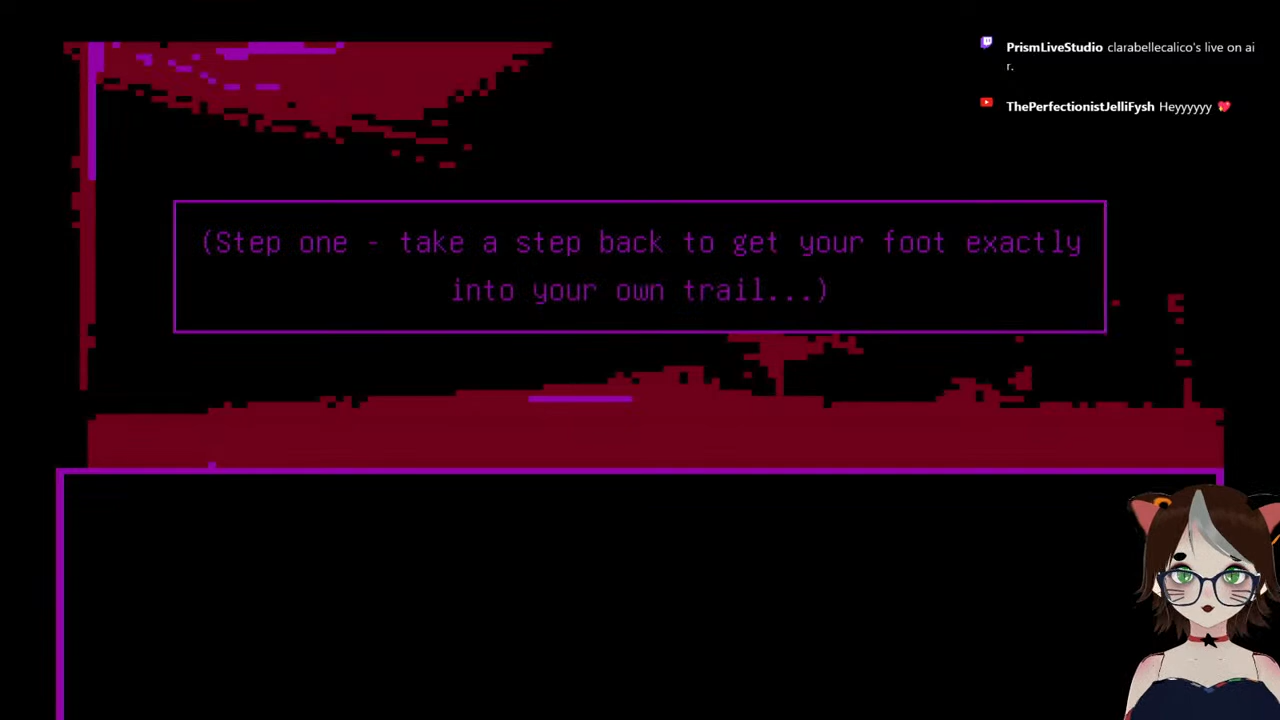 PrismLiveStudio clarabellecalico's live on ai
r.
ThePerfectionistJelliFysh Heyyyyyy 💖
(Step one - take a step back to get your foot exactly
into your own trail...)